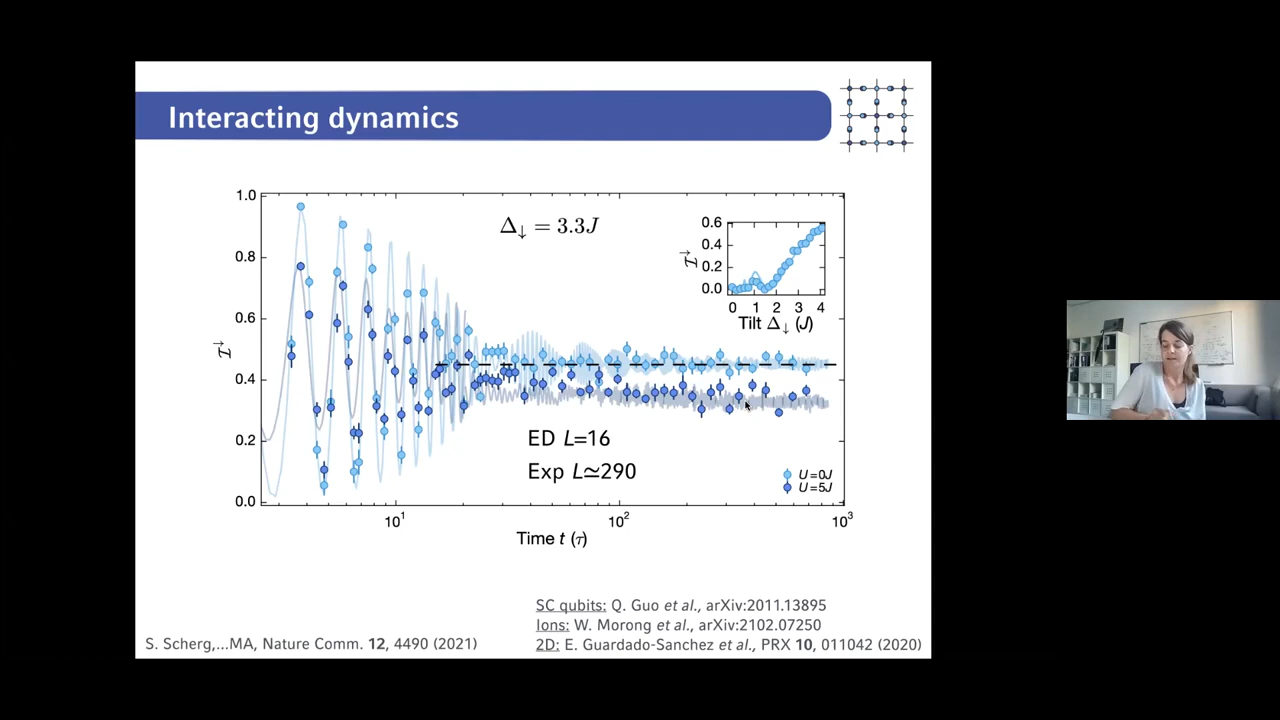 Interacting dynamics
Δ↓ = 3.3J
1.0
0.8
0.6
0.4
0.2
0.0
I↓
10¹
10²
10³
Time t (τ)
0.6
0.4
0.2
0.0
I↓
0 1 2 3 4
Tilt Δ↓ (J)
ED L=16
Exp L≃290
U=0J
U=5J
SC qubits: Q. Guo et al., arXiv:2011.13895
Ions: W. Morong et al., arXiv:2102.07250
S. Scherg,...MA, Nature Comm. 12, 4490 (2021)
2D: E. Guardado-Sanchez et al., PRX 10, 011042 (2020)